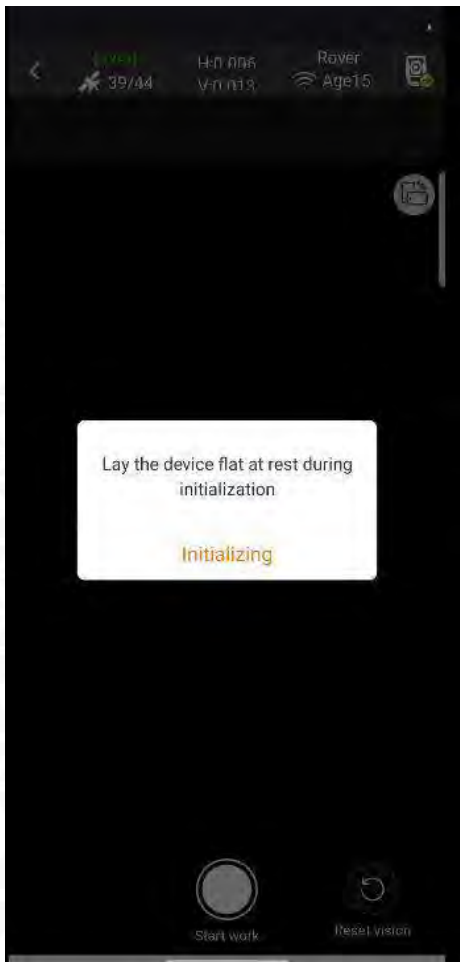 Fixed
39/44
H:0.006
V:0.013
Rover
Age15
Lay the device flat at rest during
initialization
Initializing
Start work
Reset vision